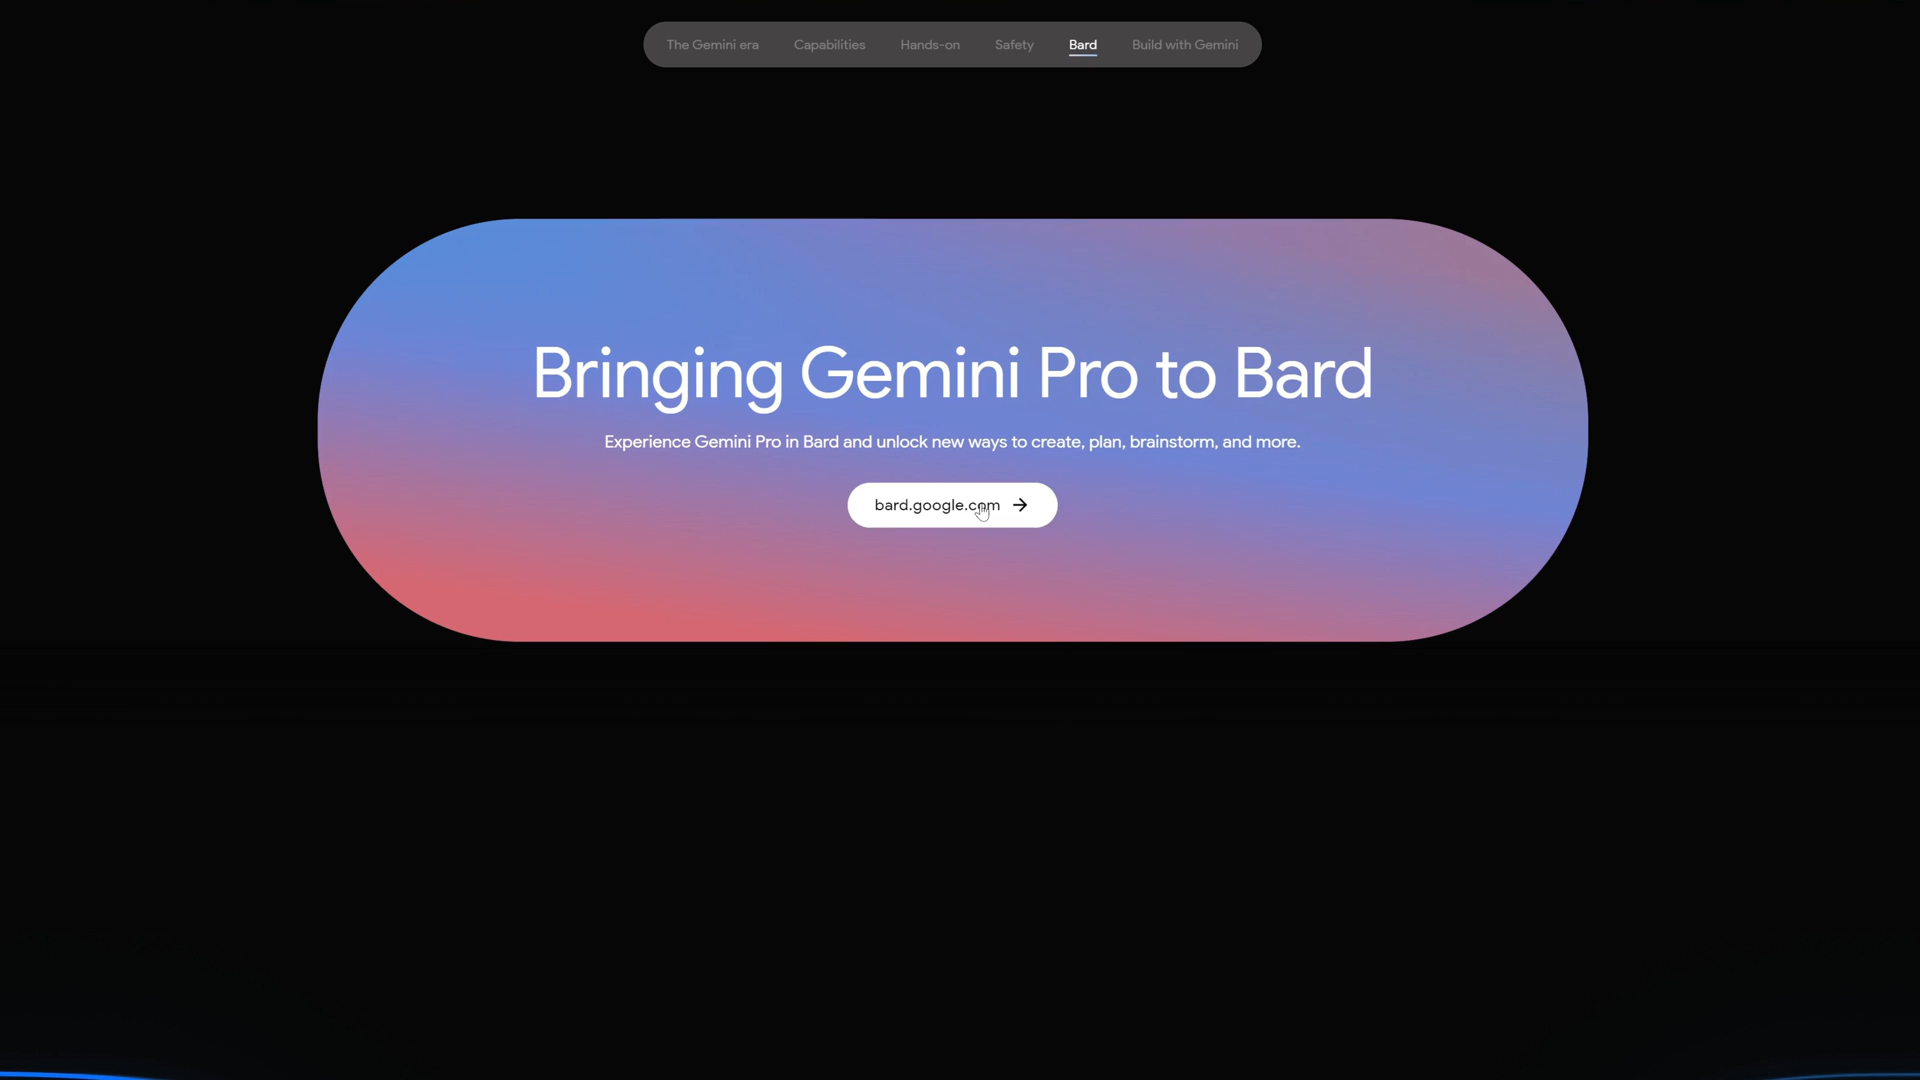 The Gemini era Capabilities Hands-on Safety Bard Build with Gemini
Bringing Gemini Pro to Bard
Experience Gemini Pro in Bard and unlock new ways to create, plan, brainstorm, and more.
bard.google.com